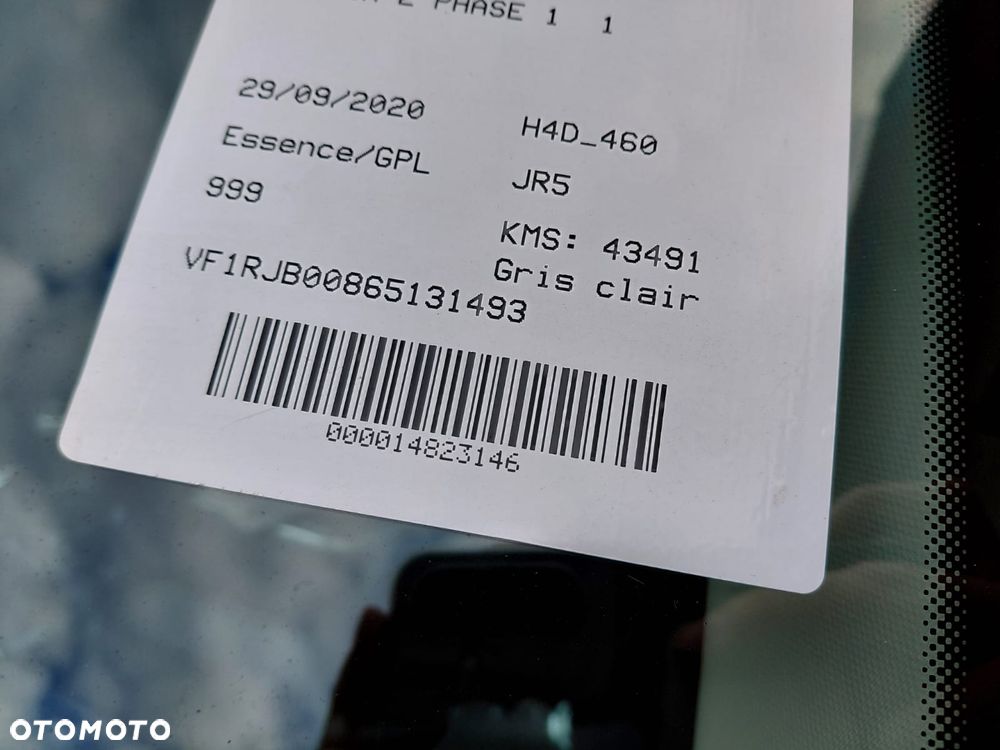 PHASE 1 1
29/09/2020
H4D_460
Essence/GPL
JR5
999
KMS: 43491
Gris clair
VF1RJB00865131493
000014823146
OTOMOTO